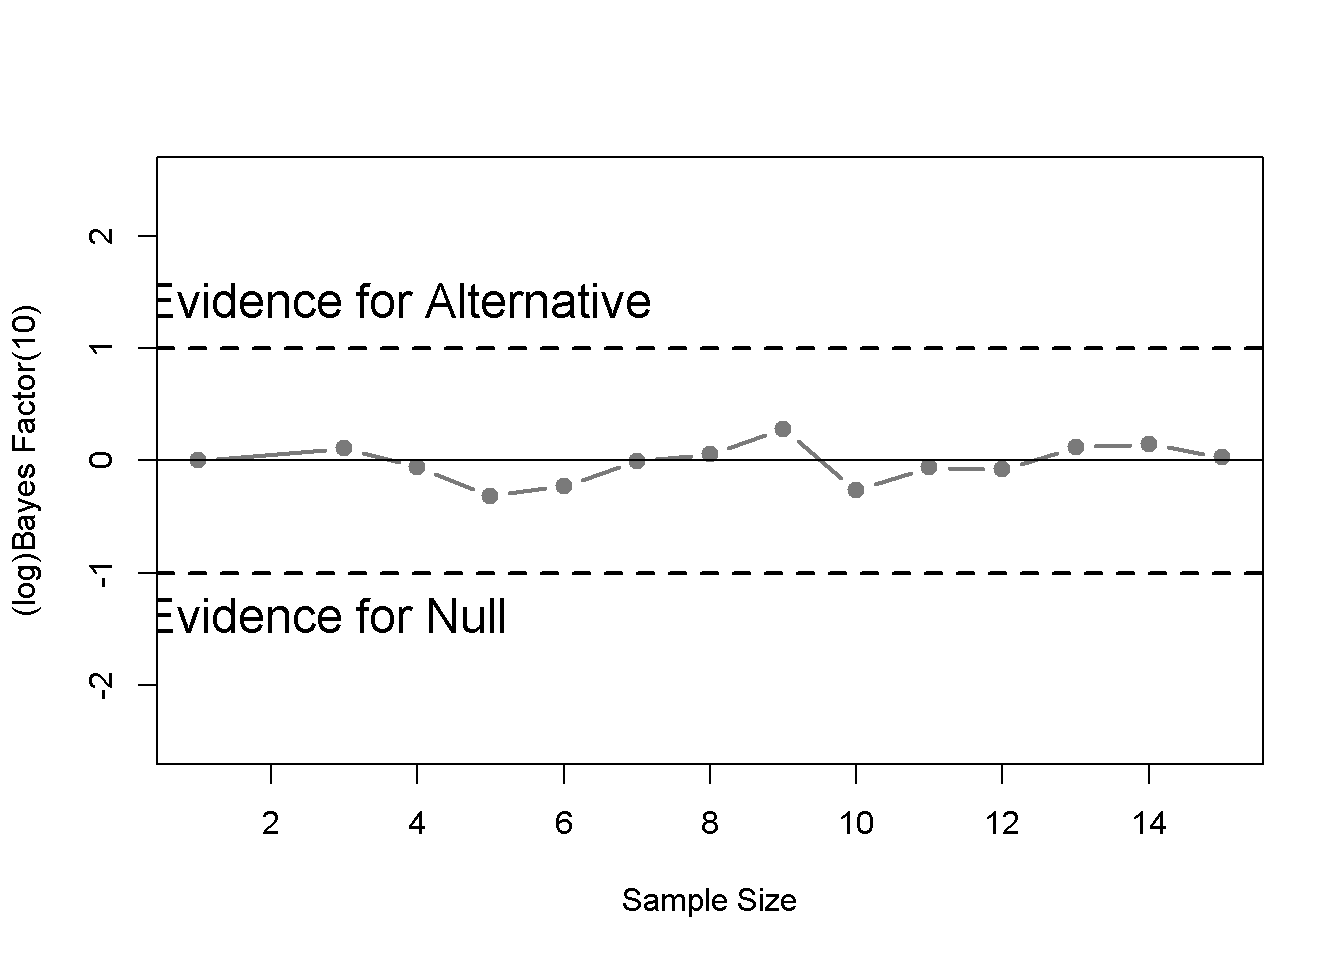 2
Evidence for Alternative
1
(log)Bayes Factor(10)
0
-1
Evidence for Null
-2
2 4 6 8 10 12 14
Sample Size